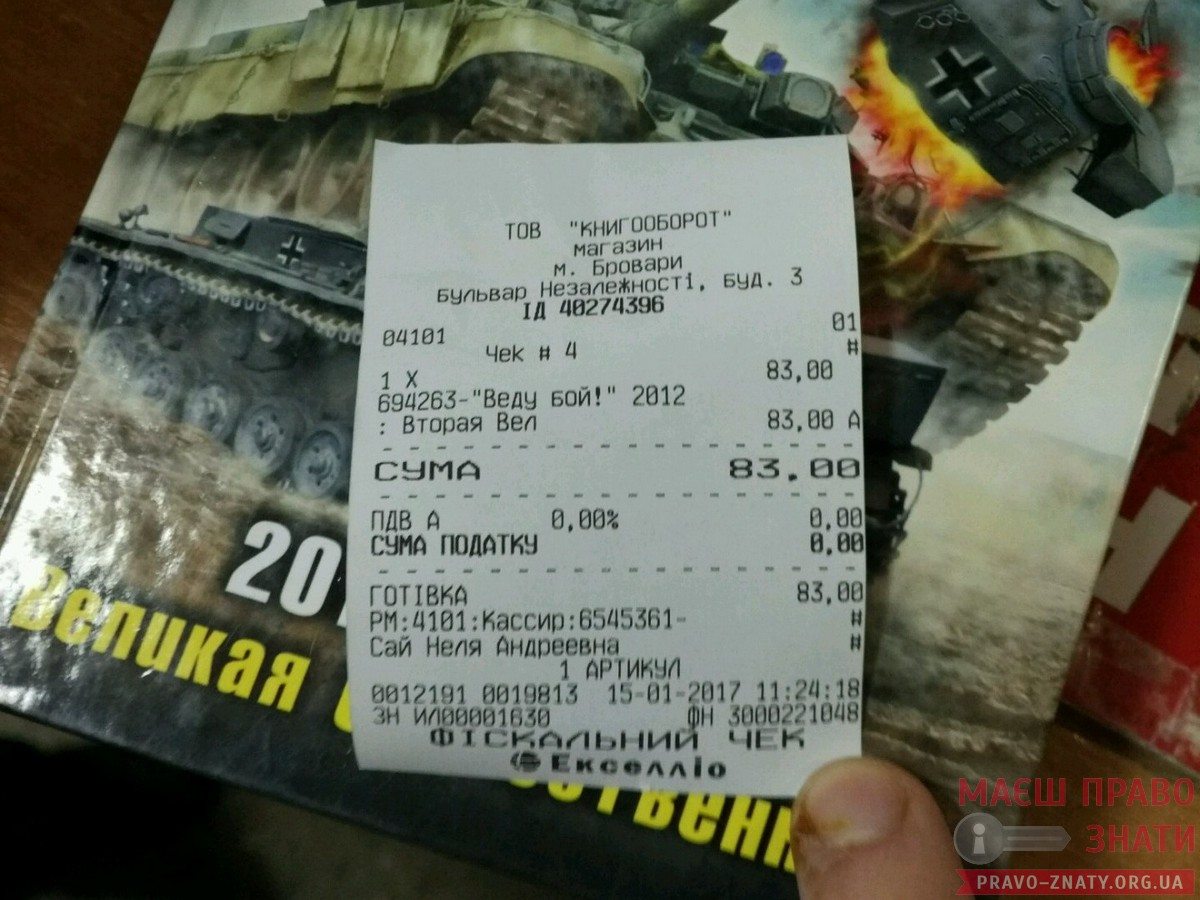 ТОВ "КНИГООБОРОТ"
магазин
м. Бровари
бульвар Незалежності, буд. 3
ІД 40274396
04101 01
Чек # 4 #
1 X 83,00
694263-"Веду бой!" 2012
: Вторая Вел 83,00 А
СУМА 83.00
ПДВ А 0,00% 0,00
СУМА ПОДАТКУ 0,00
ГОТІВКА 83,00
РМ:4101:Кассир:6545361- #
Сай Неля Андреевна #
1 АРТИКУЛ
0012191 0019813 15-01-2017 11:24:18
ЗН ИЛ00001630 ФН 3000221048
ФІСКАЛЬНИЙ ЧЕК
Екселліо
201
Великая
МАЄШ ПРАВО
ЗНАТИ
PRAVO-ZNATY.ORG.UA